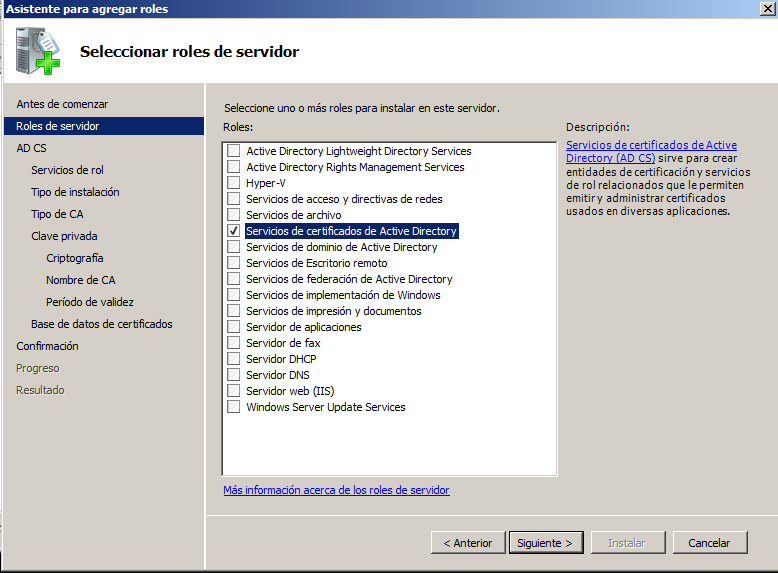 Asistente para agregar roles
Seleccionar roles de servidor
Antes de comenzar
Roles de servidor
AD CS
Servicios de rol
Tipo de instalación
Tipo de CA
Clave privada
Criptografía
Nombre de CA
Período de validez
Base de datos de certificados
Confirmación
Progreso
Resultado
Seleccione uno o más roles para instalar en este servidor.
Roles:
Active Directory Lightweight Directory Services
Active Directory Rights Management Services
Hyper-V
Servicios de acceso y directivas de redes
Servicios de archivo
Servicios de certificados de Active Directory
Servicios de dominio de Active Directory
Servicios de Escritorio remoto
Servicios de federación de Active Directory
Servicios de implementación de Windows
Servicios de impresión y documentos
Servidor de aplicaciones
Servidor de fax
Servidor DHCP
Servidor DNS
Servidor web (IIS)
Windows Server Update Services
Más información acerca de los roles de servidor
Descripción:
Servicios de certificados de Active
Directory (AD CS) sirve para crear
entidades de certificación y servicios
de rol relacionados que le permiten
emitir y administrar certificados
usados en diversas aplicaciones.
< Anterior
Siguiente >
Instalar
Cancelar